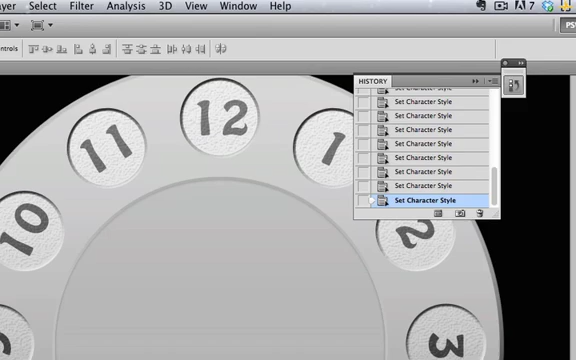 ayer Select Filter Analysis 3D View Window Help 7
ontrols PS
HISTORY
Set Character Style
Set Character Style
Set Character Style
Set Character Style
Set Character Style
Set Character Style
Set Character Style
Set Character Style
Set Character Style
12
11
1
10
2
9
3